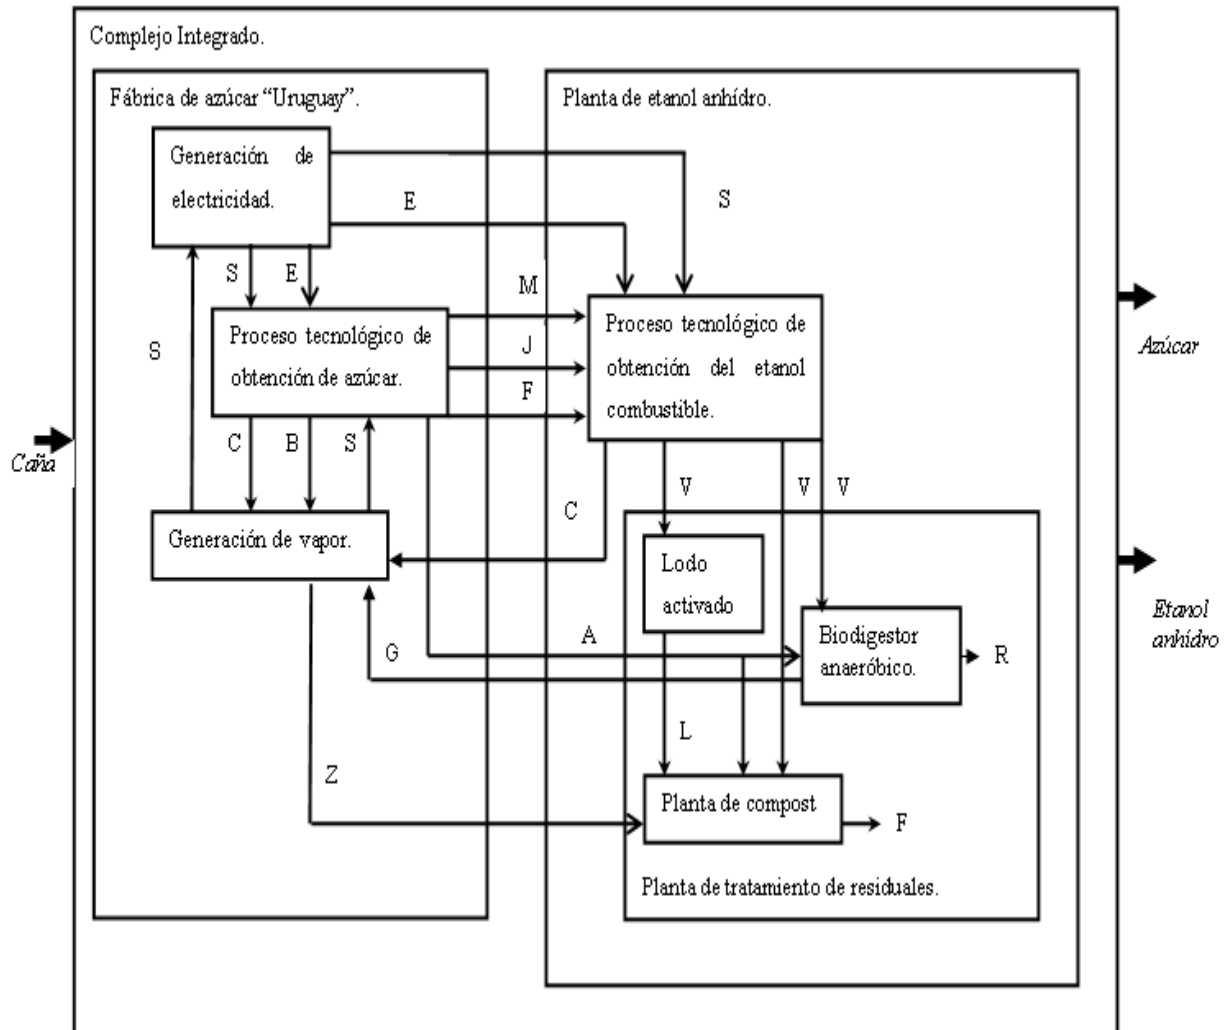 Complejo Integrado.
Fábrica de azúcar “Uruguay”.
Planta de etanol anhídro.
Generación de
electricidad.
E
S
S
E
M
Proceso tecnológico de
obtención de azúcar.
Proceso tecnológico de
obtención del etanol
combustible.
J
F
S
Azúcar
Caña
C
B
S
C
V
V
V
Generación de vapor.
Lodo
activado
Biodigestor
anaeróbico.
Etanol
anhídro
A
G
R
L
Z
Planta de compost
F
Planta de tratamiento de residuales.